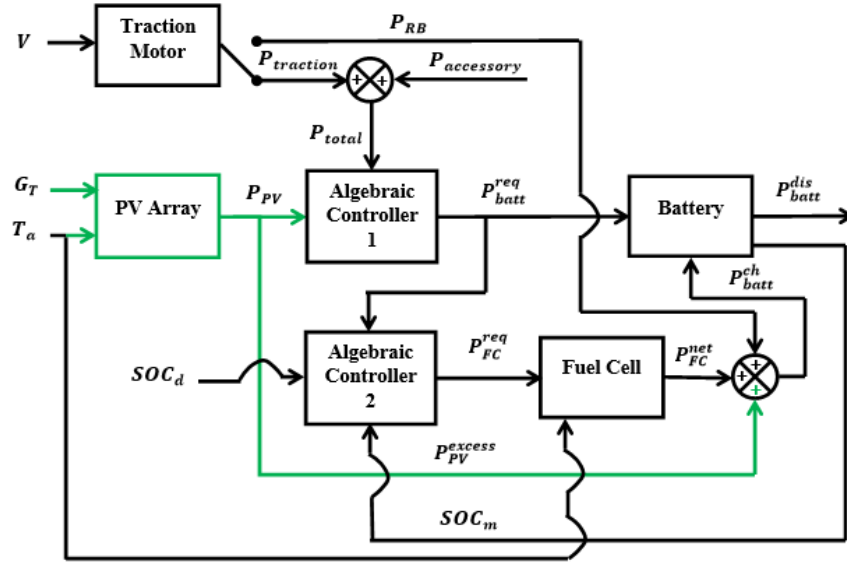 P_RB
V
Traction
Motor
P_traction
+ +
P_accessory
P_total
G_T
PV Array
P_PV
Algebraic
Controller
1
P_batt^req
Battery
P_batt^dis
T_a
P_batt^ch
SOC_d
Algebraic
Controller
2
P_FC^req
Fuel Cell
P_FC^net
+
+ +
+
P_PV^excess
SOC_m